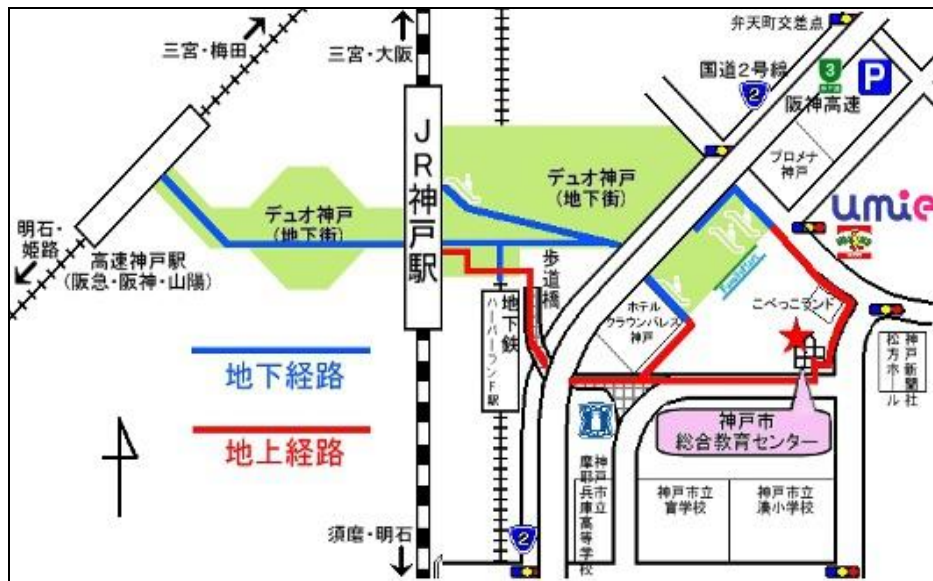 三宮・梅田
三宮・大阪
弁天町交差点
国道2号線
2
3
P
阪神高速
プロメナ
神戸
umie
JR神戸駅
デュオ神戸
(地下街)
デュオ神戸
(地下街)
明石・
姫路
高速神戸駅
(阪急・阪神・山陽)
歩道橋
地下鉄
ハーバーランド駅
ホテル
クラウンパレス
神戸
FamilyMart
こべっこランド
神戸新聞社
松方ホール
地下経路
地上経路
神戸市
総合教育センター
神戸市立
摩耶兵庫高等学校
神戸市立
盲学校
神戸市立
湊小学校
須磨・明石
2